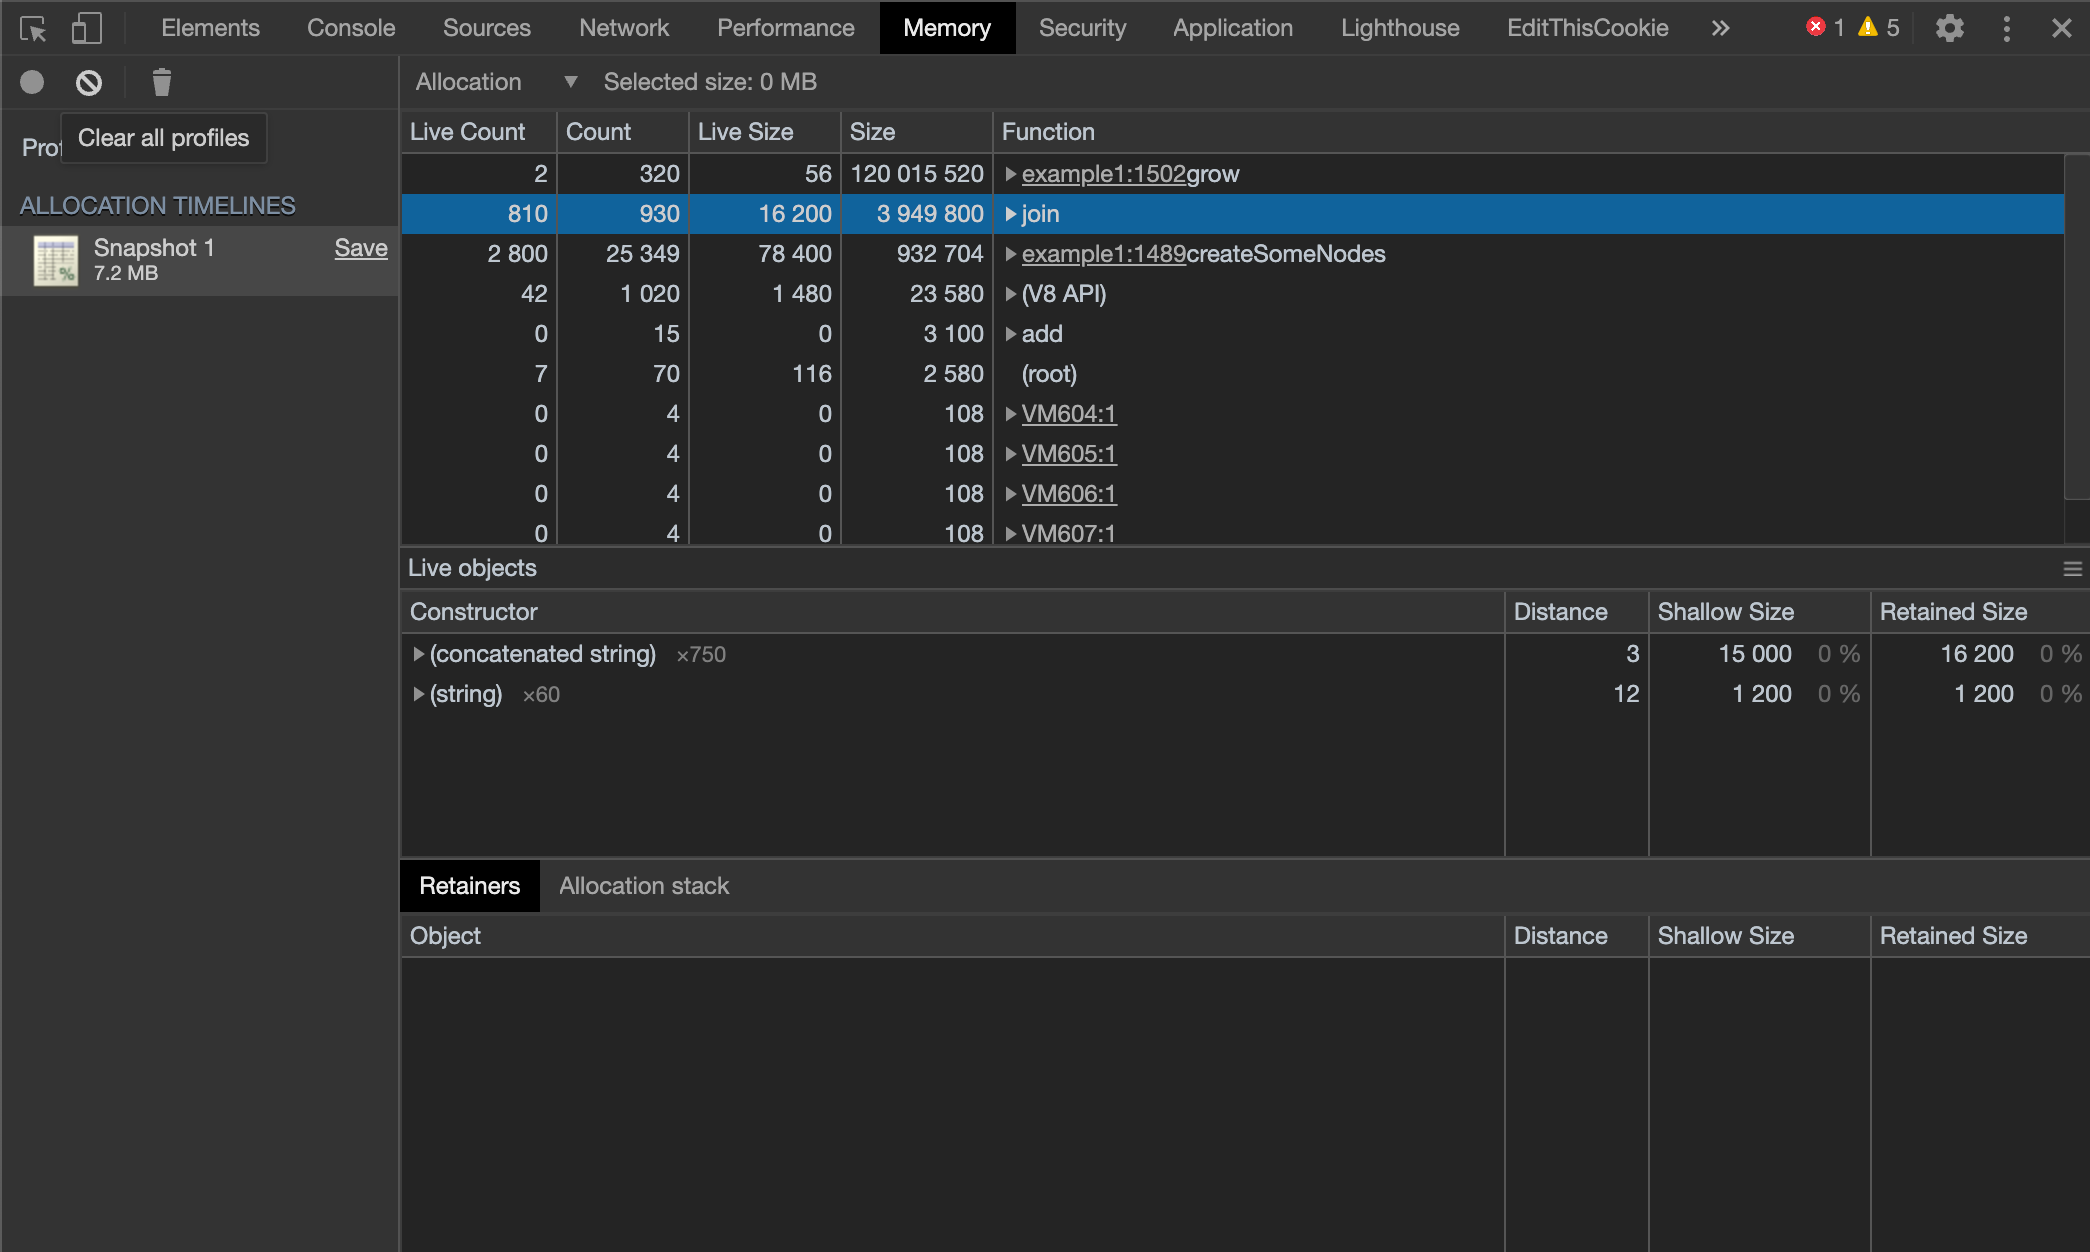 Elements Console Sources Network Performance Memory Security Application Lighthouse EditThisCookie » 1 5
Allocation ▼ Selected size: 0 MB
Clear all profiles
Live Count Count Live Size Size Function
2 320 56 120 015 520 example1:1502grow
810 930 16 200 3 949 800 join
2 800 25 349 78 400 932 704 example1:1489createSomeNodes
42 1 020 1 480 23 580 (V8 API)
0 15 0 3 100 add
7 70 116 2 580 (root)
0 4 0 108 VM604:1
0 4 0 108 VM605:1
0 4 0 108 VM606:1
0 4 0 108 VM607:1
ALLOCATION TIMELINES
Snapshot 1 Save
7.2 MB
Live objects
Constructor Distance Shallow Size Retained Size
(concatenated string) ×750 3 15 000 0 % 16 200 0 %
(string) ×60 12 1 200 0 % 1 200 0 %
Retainers Allocation stack
Object Distance Shallow Size Retained Size